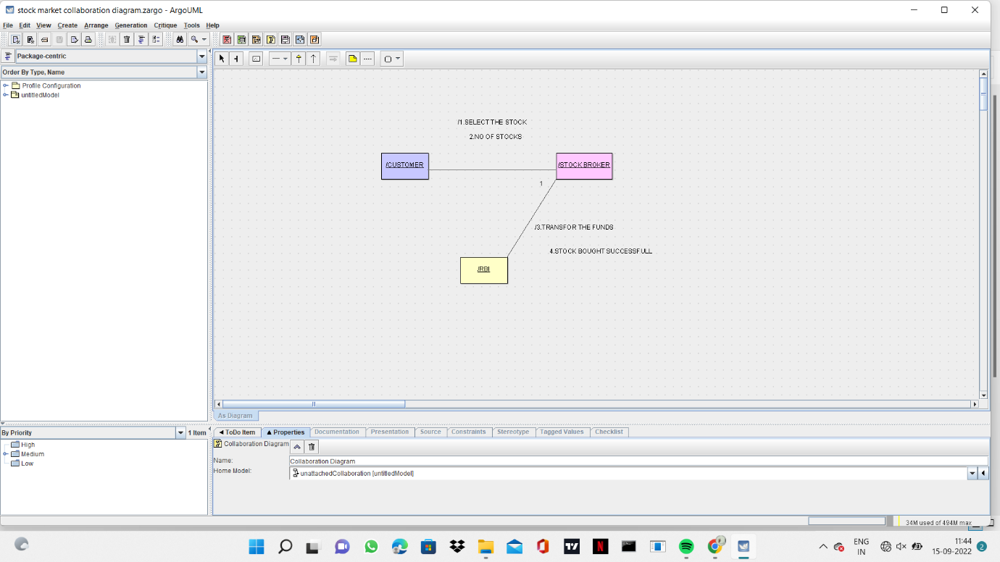 stock market collaboration diagram.zargo - ArgoUML
File Edit View Create Arrange Generation Critique Tools Help
Package-centric
Order By Type, Name
Profile Configuration
untitledModel
/1.SELECT THE STOCK
2.NO OF STOCKS
/CUSTOMER
/STOCK BROKER
1
/3.TRANSFOR THE FUNDS
4.STOCK BOUGHT SUCCESSFULL
/RBI
As Diagram
By Priority
1 Item
High
Medium
Low
ToDo Item Properties Documentation Presentation Source Constraints Stereotype Tagged Values Checklist
Collaboration Diagram
Name:
Collaboration Diagram
Home Model:
unattachedCollaboration [untitledModel]
34M used of 494M max
ENG
IN
11:44
15-09-2022
2